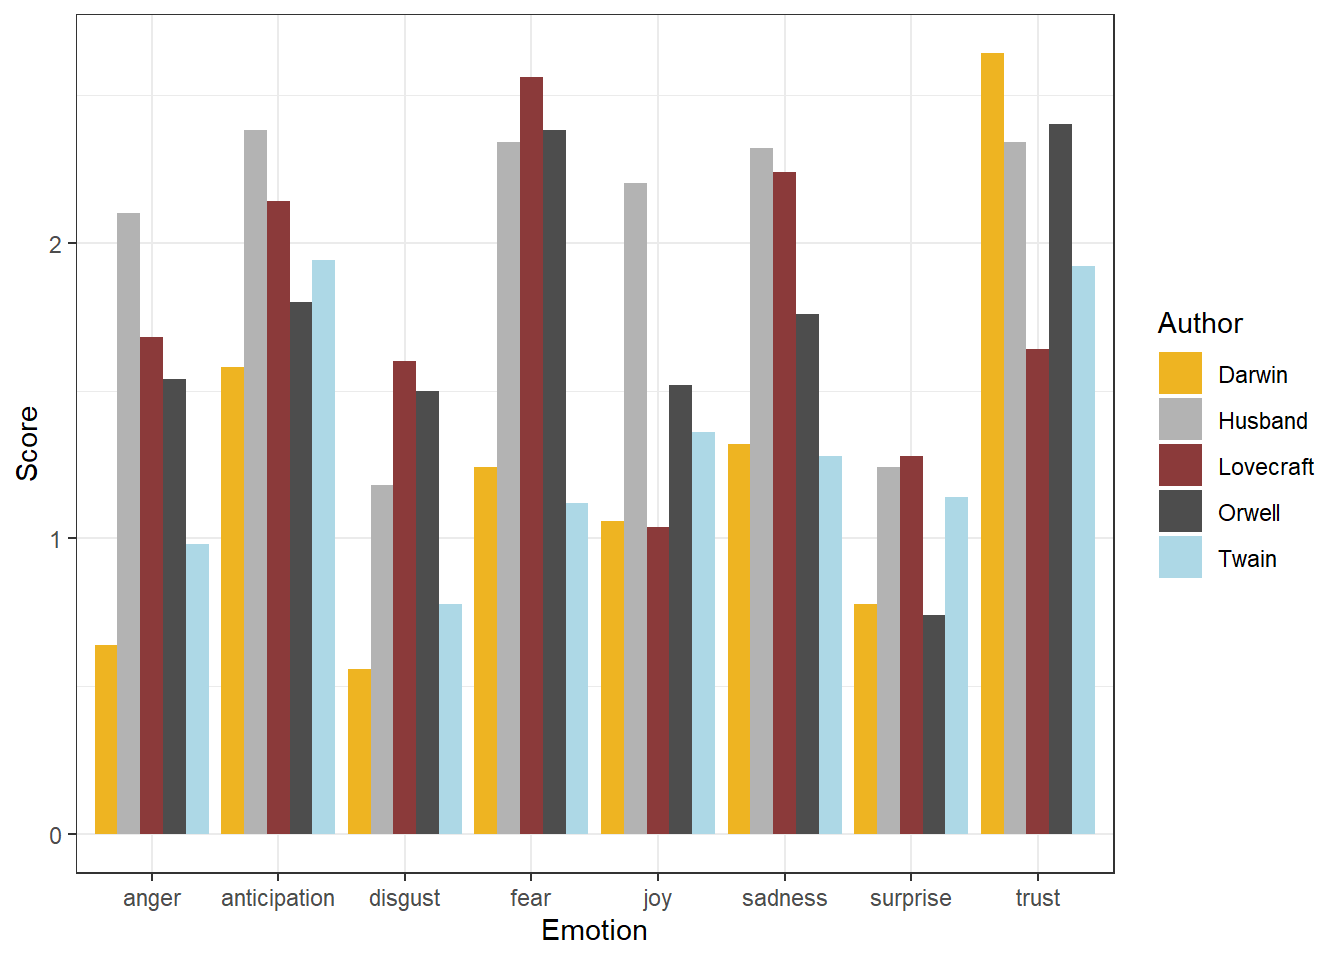 Score
2
1
0
anger anticipation disgust fear joy sadness surprise trust
Emotion
Author
Darwin
Husband
Lovecraft
Orwell
Twain